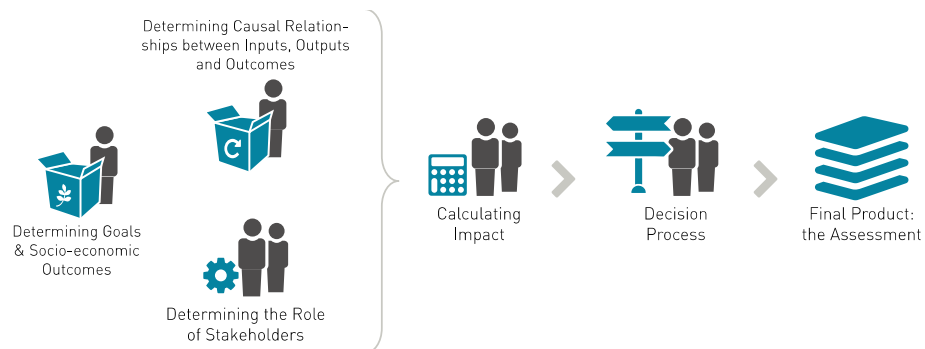 Determining Causal Relation-
ships between Inputs, Outputs
and Outcomes
Determining Goals
& Socio-economic
Outcomes
Determining the Role
of Stakeholders
Calculating
Impact
Decision
Process
Final Product:
the Assessment